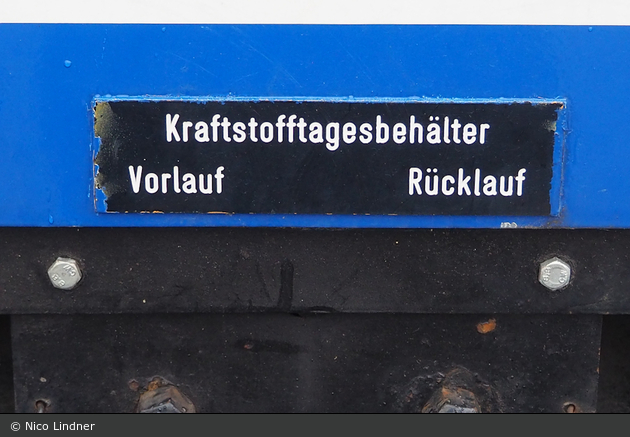 Kraftstofftagesbehälter
Vorlauf Rücklauf
© Nico Lindner